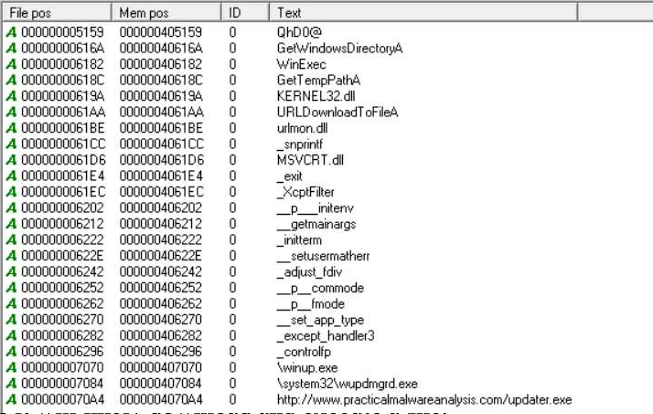 File pos Mem pos ID Text
A 000000005159 000000405159 0 QhD0@
A 00000000616A 00000040616A 0 GetWindowsDirectoryA
A 000000006182 000000406182 0 WinExec
A 00000000618C 00000040618C 0 GetTempPathA
A 00000000619A 00000040619A 0 KERNEL32.dll
A 0000000061AA 0000004061AA 0 URLDownloadToFileA
A 0000000061BE 0000004061BE 0 urlmon.dll
A 0000000061CC 0000004061CC 0 _snprintf
A 0000000061D6 0000004061D6 0 MSVCRT.dll
A 0000000061E4 0000004061E4 0 _exit
A 0000000061EC 0000004061EC 0 _XcptFilter
A 000000006202 000000406202 0 __p___initenv
A 000000006212 000000406212 0 __getmainargs
A 000000006222 000000406222 0 _initterm
A 00000000622E 00000040622E 0 __setusermatherr
A 000000006242 000000406242 0 _adjust_fdiv
A 000000006252 000000406252 0 __p__commode
A 000000006262 000000406262 0 __p__fmode
A 000000006270 000000406270 0 __set_app_type
A 000000006282 000000406282 0 _except_handler3
A 000000006296 000000406296 0 _controlfp
A 000000007070 000000407070 0 \winup.exe
A 000000007084 000000407084 0 \system32\wupdmgrd.exe
A 0000000070A4 0000004070A4 0 http://www.practicalmalwareanalysis.com/updater.exe